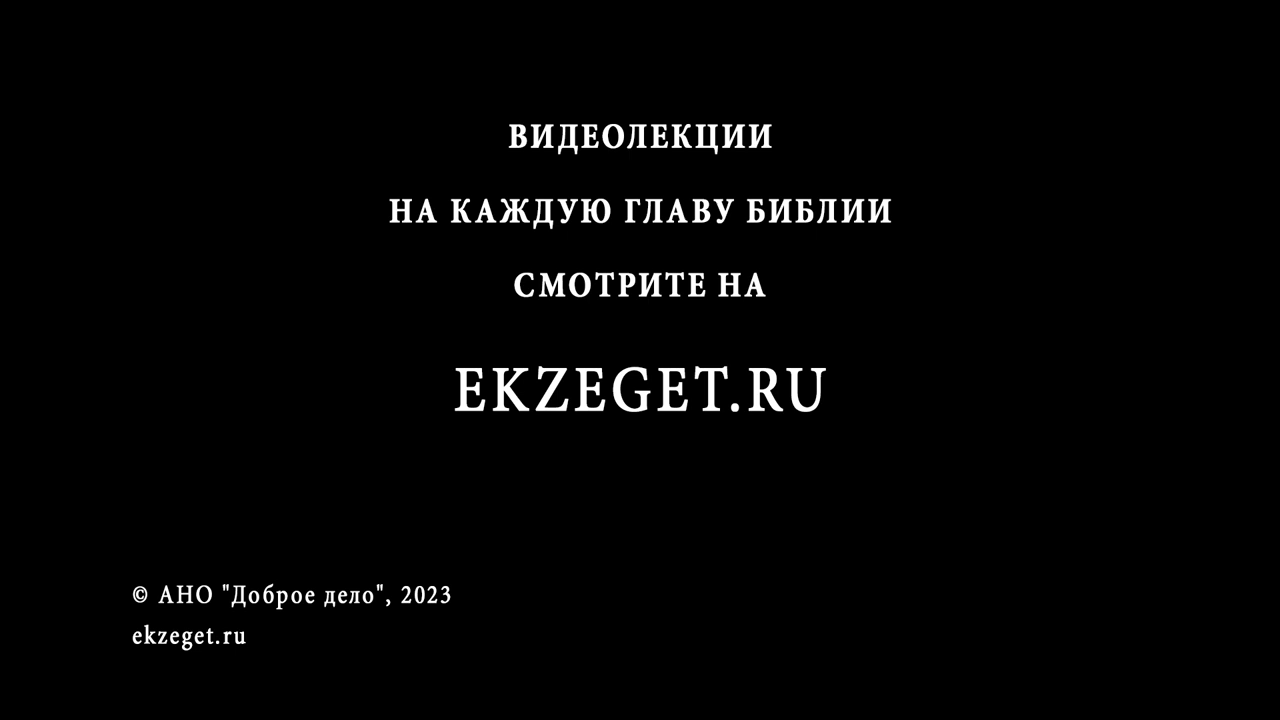 ВИДЕОЛЕКЦИИ
НА КАЖДУЮ ГЛАВУ БИБЛИИ
СМОТРИТЕ НА
EKZEGET.RU
© АНО "Доброе дело", 2023
ekzeget.ru